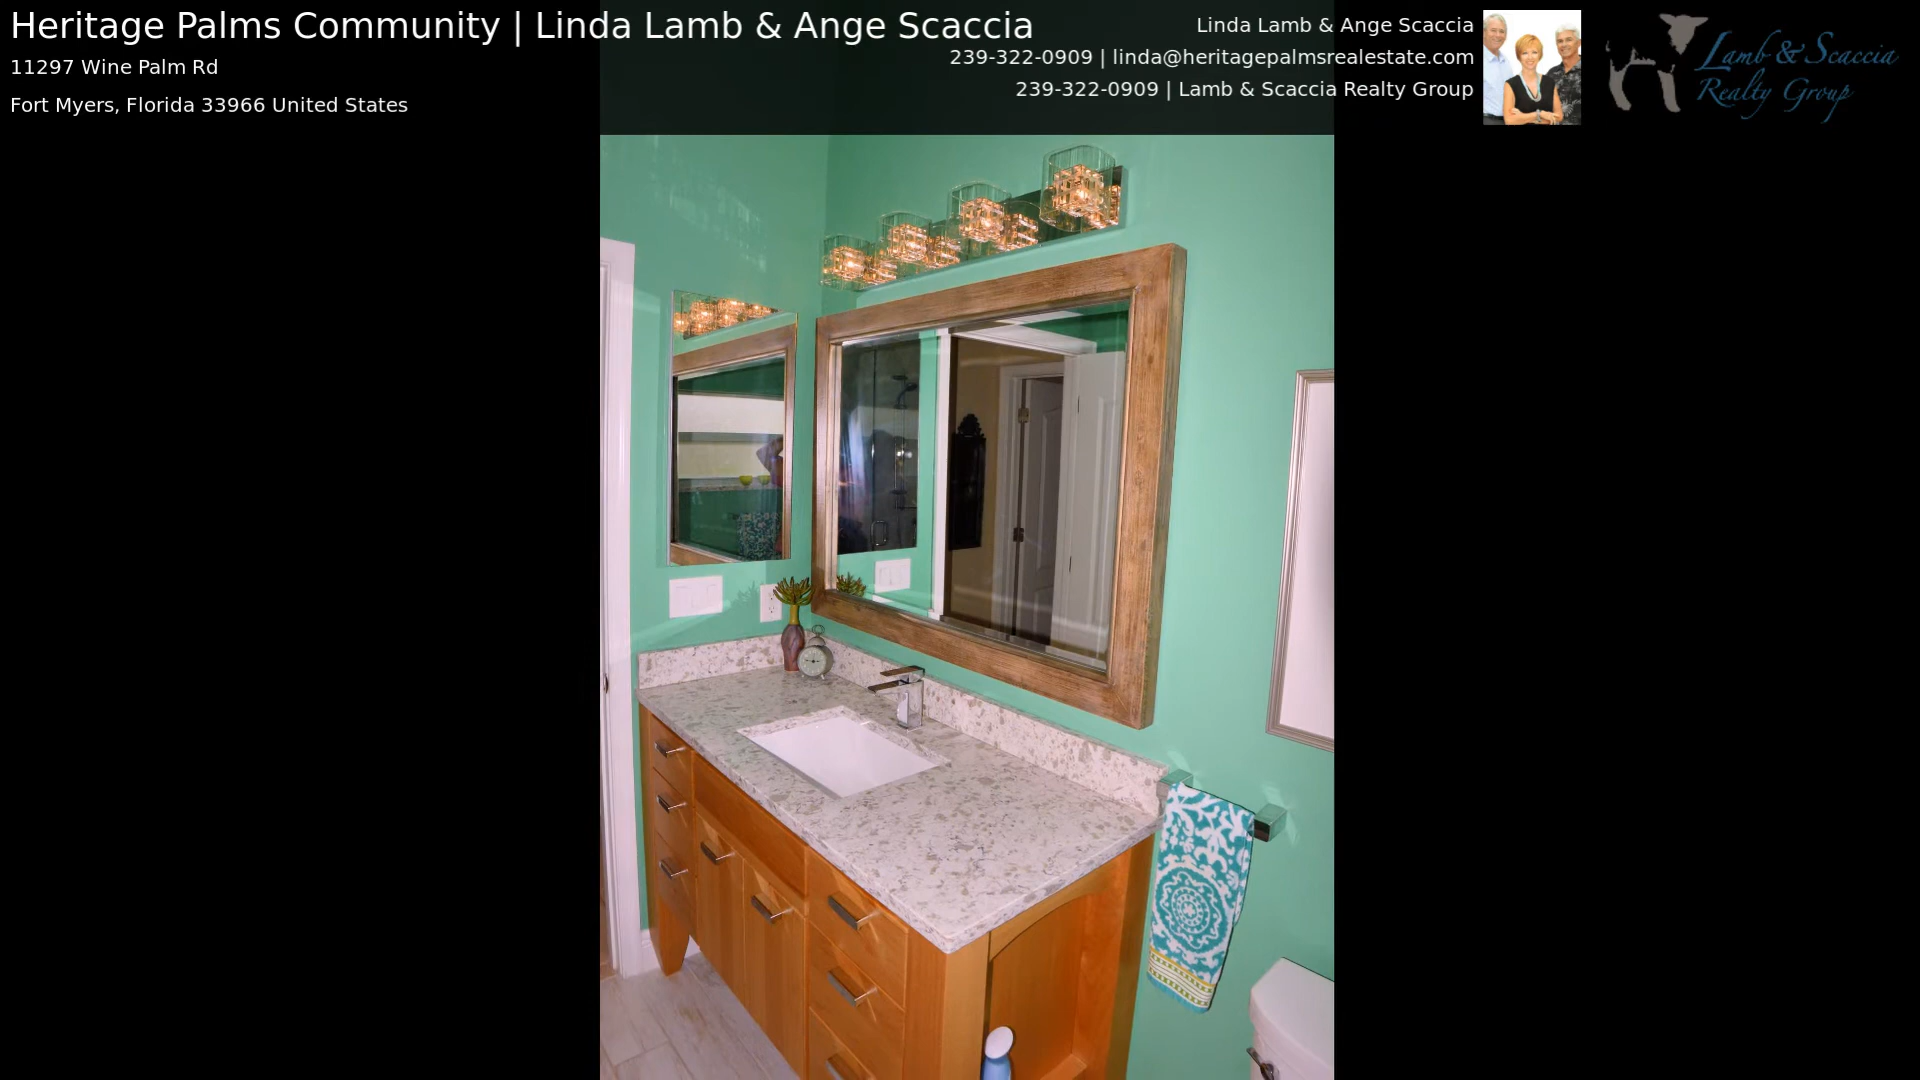 Heritage Palms Community | Linda Lamb & Ange Scaccia
11297 Wine Palm Rd
Fort Myers, Florida 33966 United States
Linda Lamb & Ange Scaccia
239-322-0909 | linda@heritagepalmsrealestate.com
239-322-0909 | Lamb & Scaccia Realty Group
Lamb & Scaccia
Realty Group